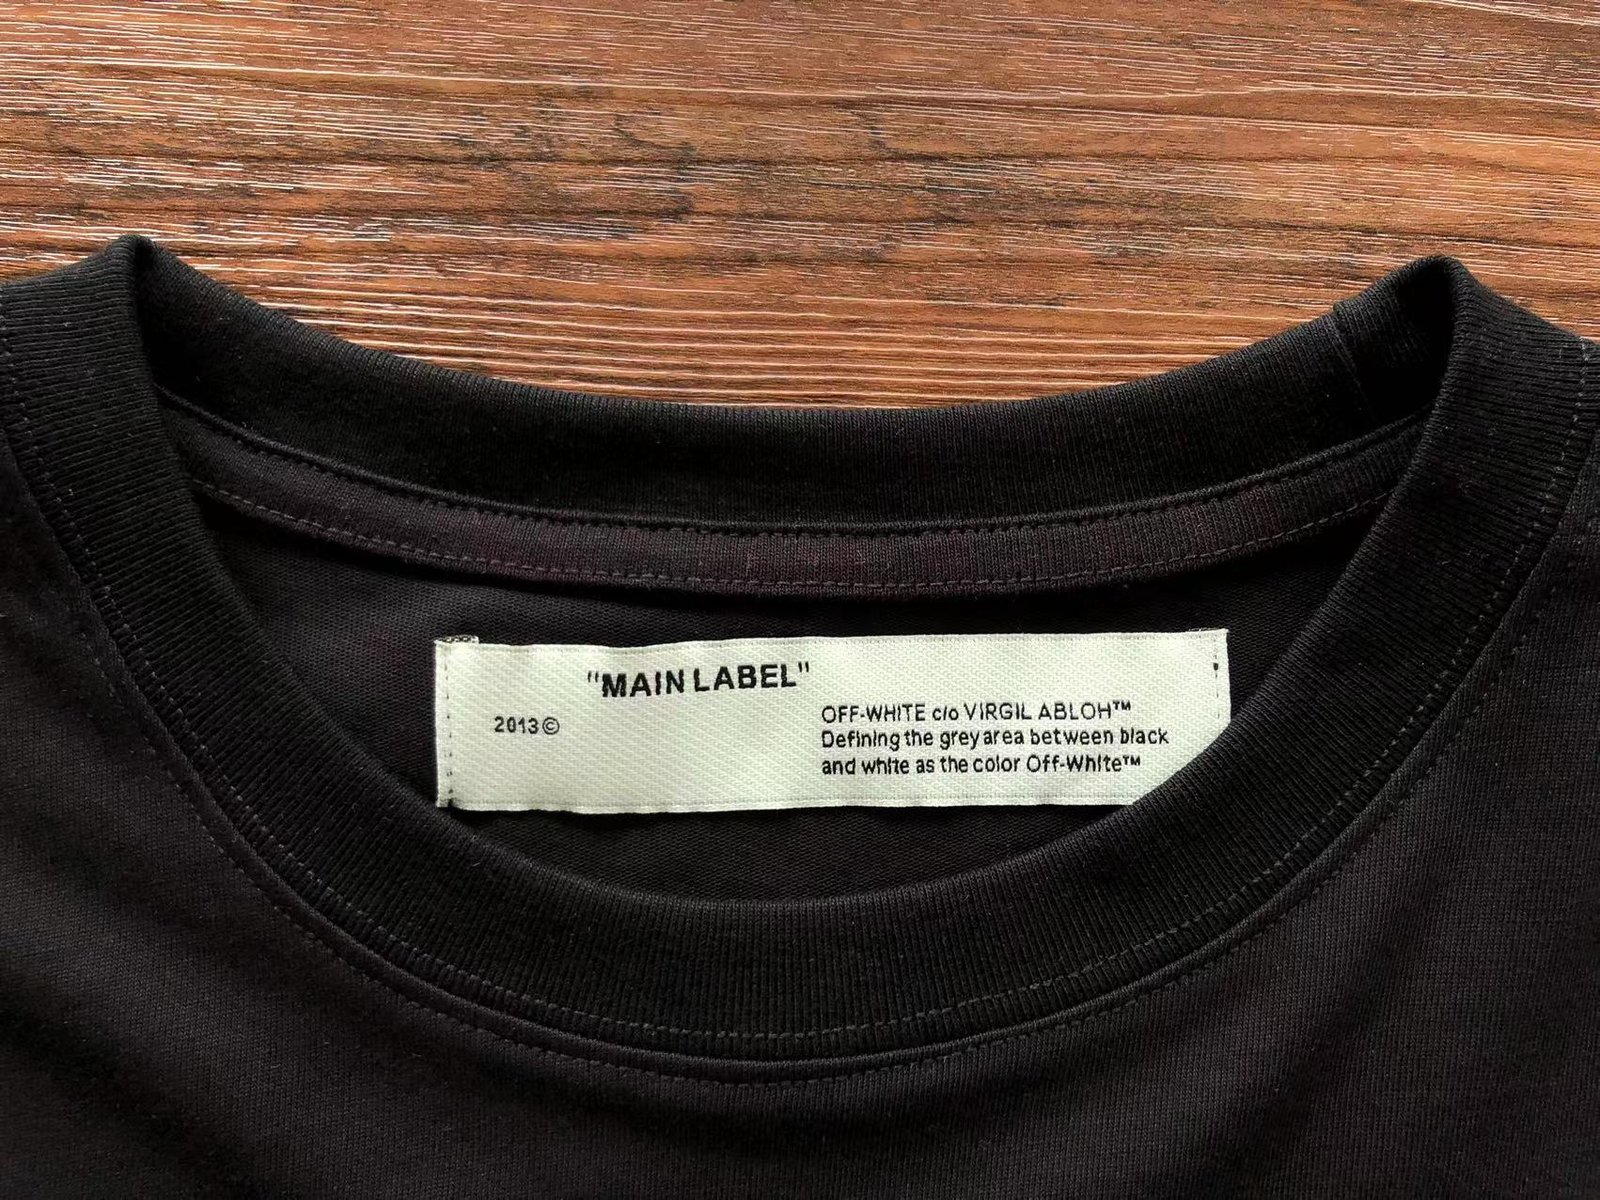 "MAIN LABEL"
2013©
OFF-WHITE c/o VIRGIL ABLOH™
Defining the grey area between black
and white as the color Off-White™